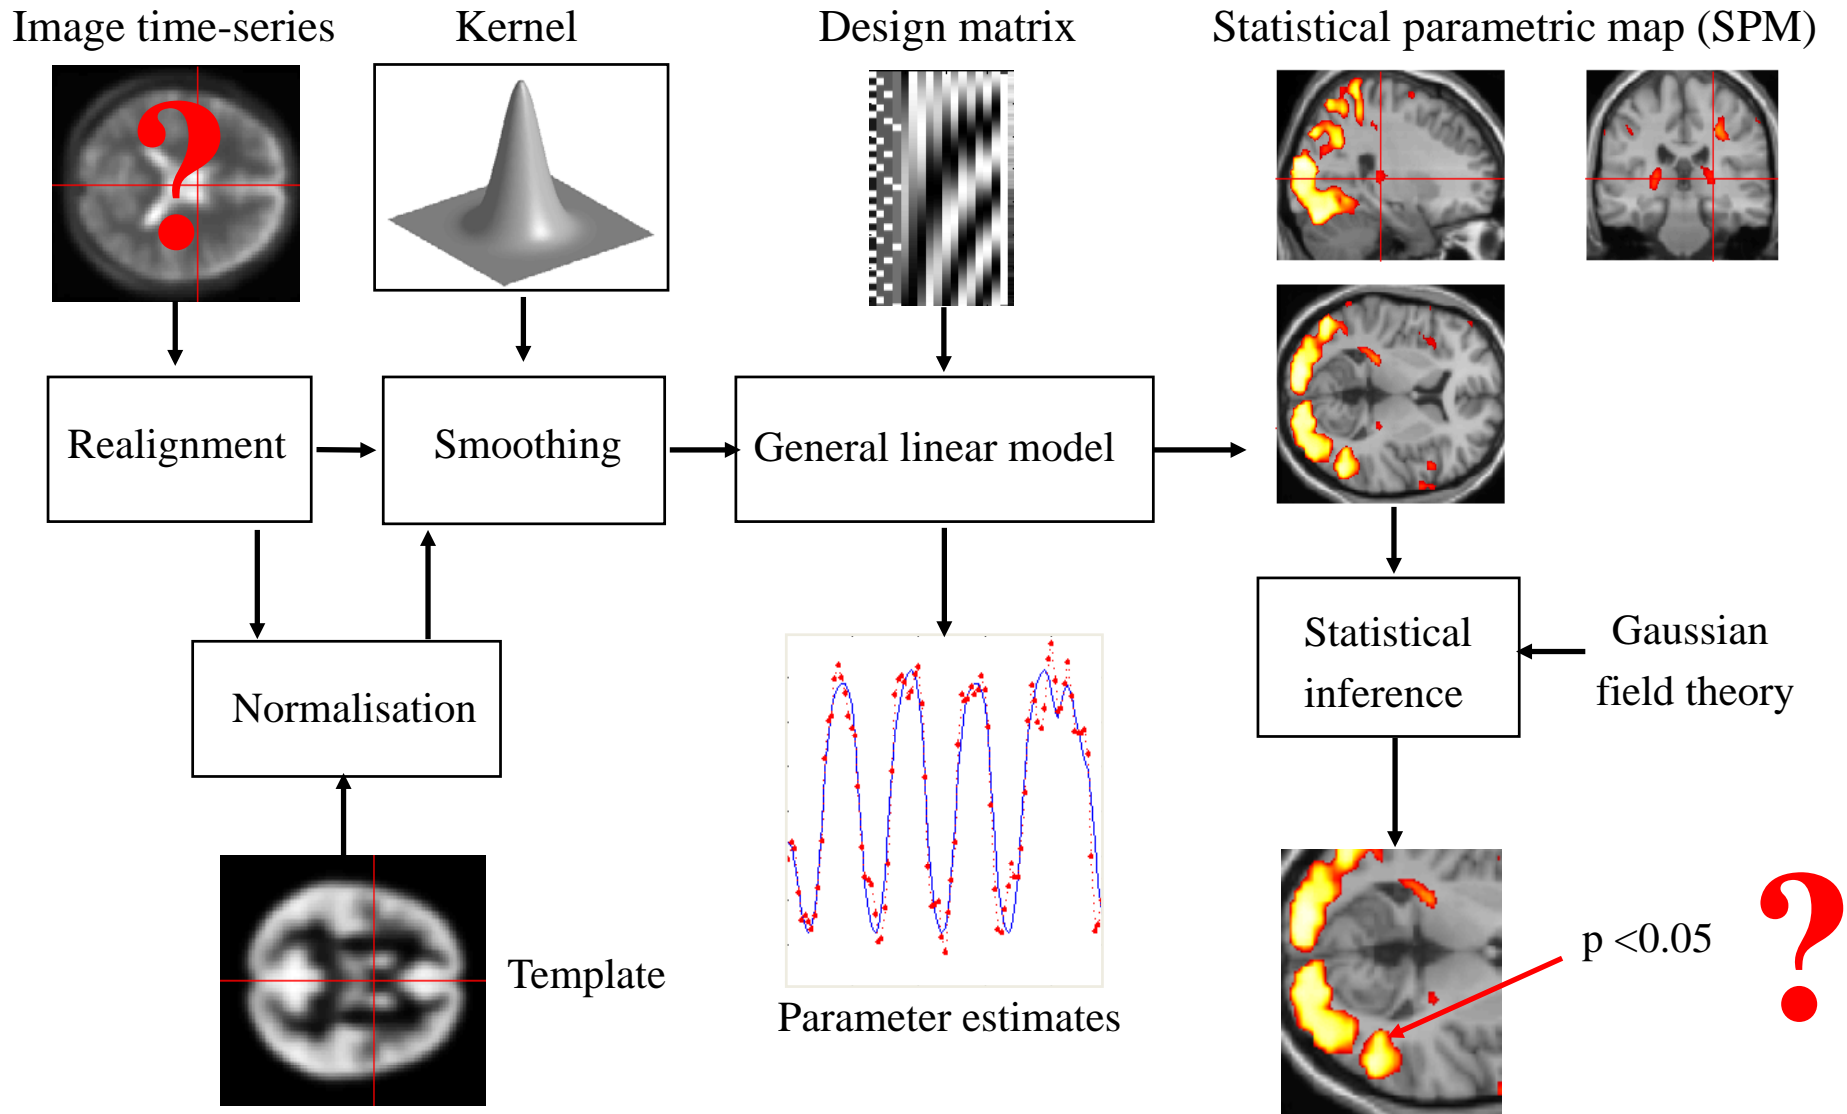 Image time-series
Kernel
Design matrix
Statistical parametric map (SPM)
?
Realignment
Smoothing
General linear model
Statistical
inference
Gaussian
field theory
Normalisation
Template
Parameter estimates
p <0.05
?